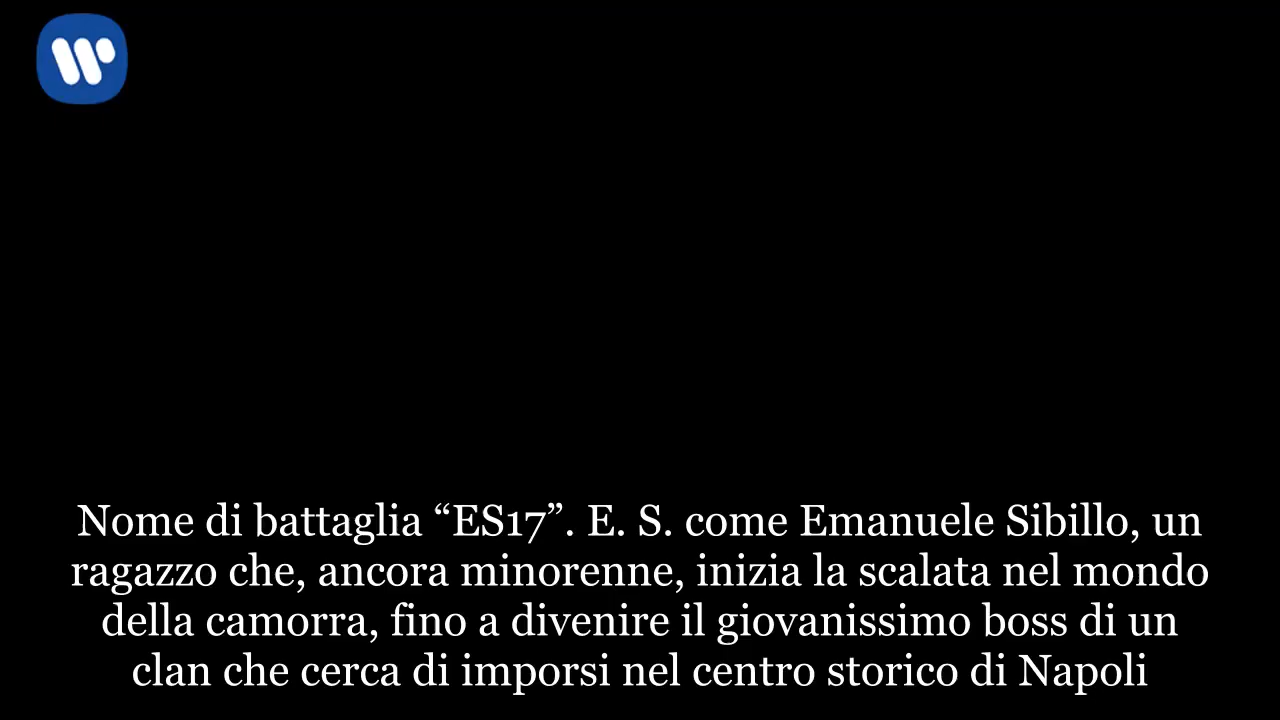 Nome di battaglia “ES17”. E. S. come Emanuele Sibillo, un
ragazzo che, ancora minorenne, inizia la scalata nel mondo
della camorra, fino a divenire il giovanissimo boss di un
clan che cerca di imporsi nel centro storico di Napoli